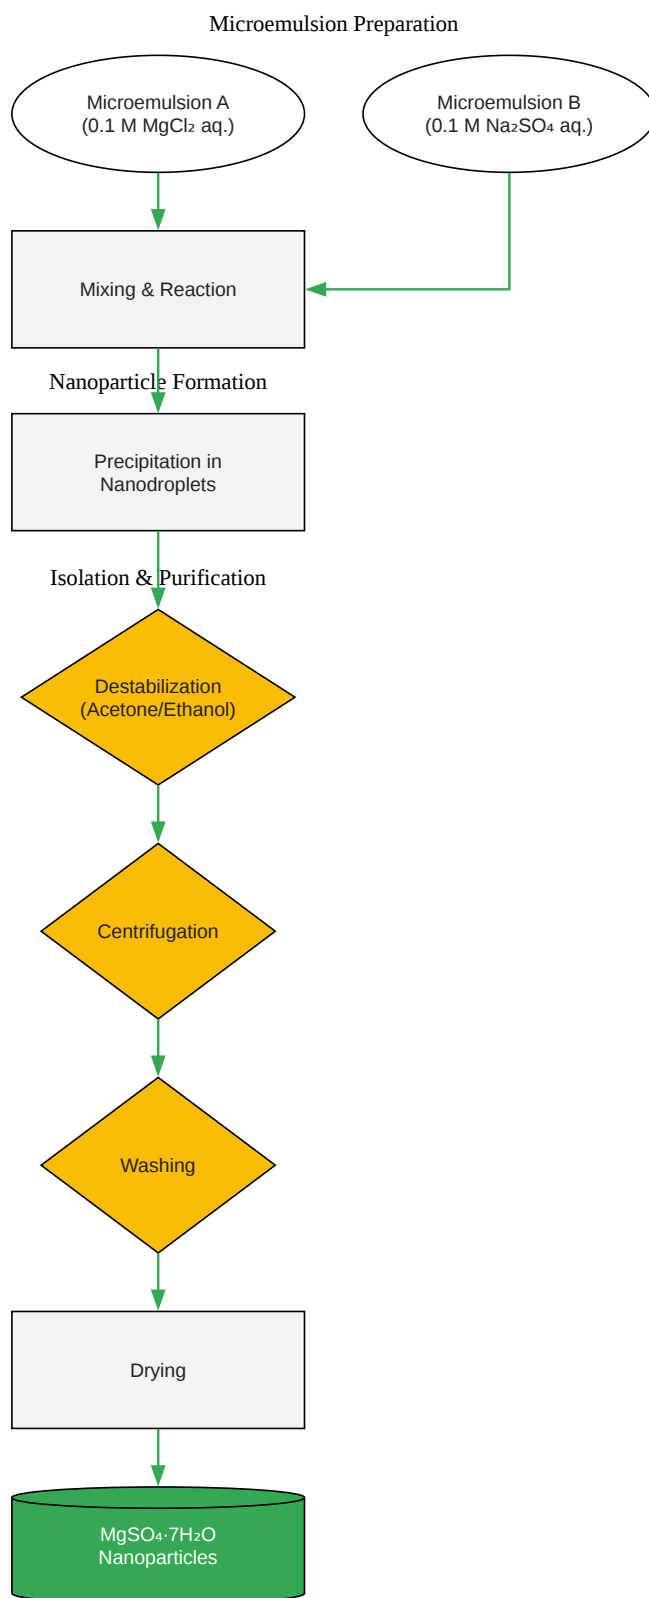 Microemulsion Preparation
Microemulsion A
(0.1 M MgCl₂ aq.)
Microemulsion B
(0.1 M Na₂SO₄ aq.)
Mixing & Reaction
Nanoparticle Formation
Precipitation in
Nanodroplets
Isolation & Purification
Destabilization
(Acetone/Ethanol)
Centrifugation
Washing
Drying
MgSO₄·7H₂O
Nanoparticles